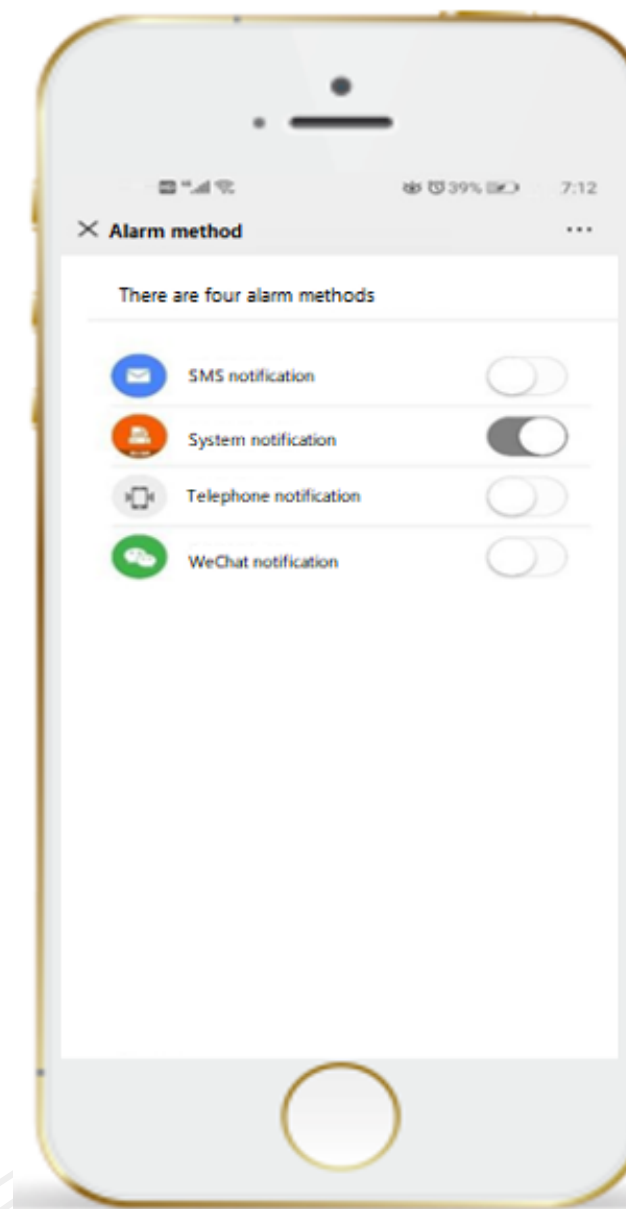 39% 7:12
Alarm method
There are four alarm methods
SMS notification
System notification
Telephone notification
WeChat notification